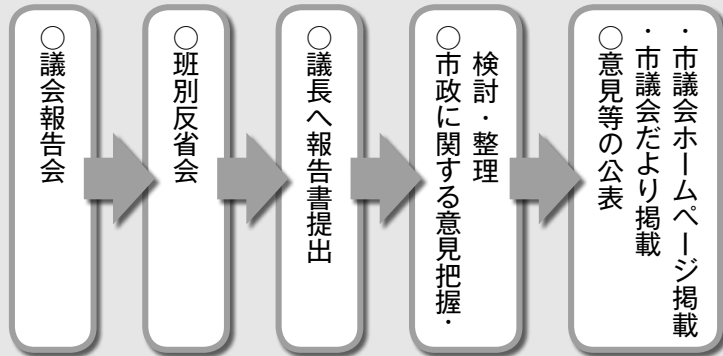 ○議会報告会
○班別反省会
○議長へ報告書提出
○市政に関する意見把握・
検討・整理
○意見等の公表
・市議会だより掲載
・市議会ホームページ掲載